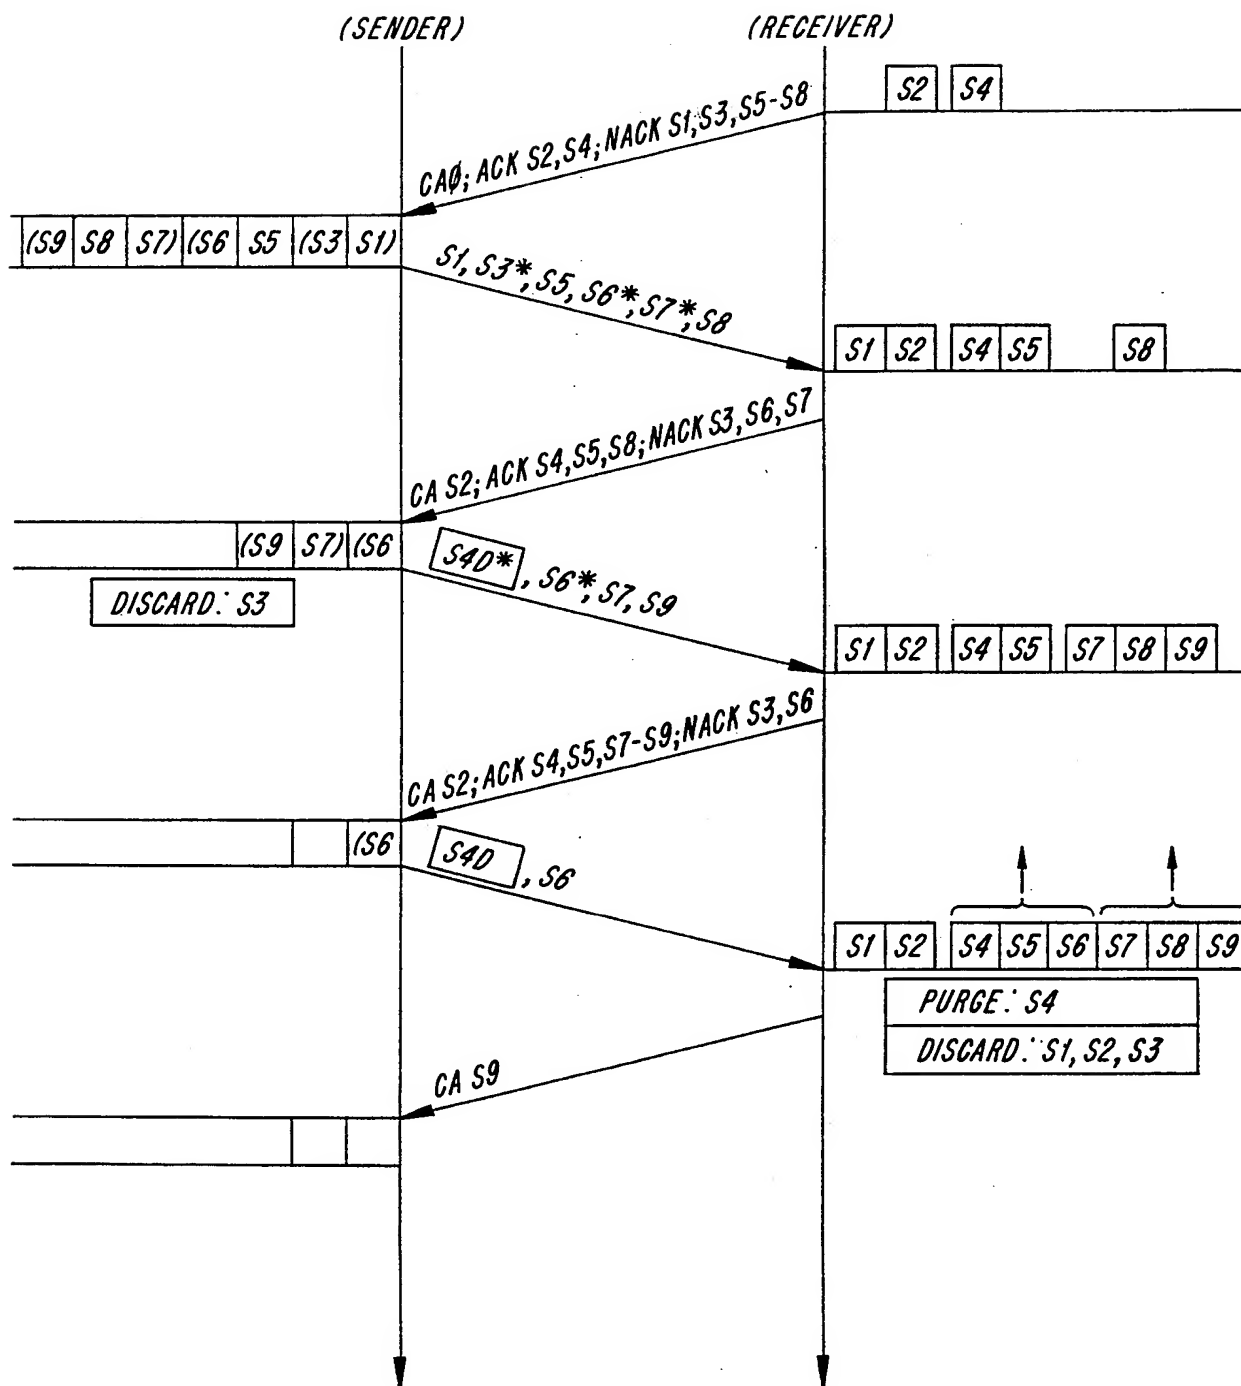 (SENDER) (RECEIVER)
S2 S4
CAØ; ACK S2,S4; NACK S1,S3,S5-S8
(S9 S8 S7) (S6 S5 (S3 S1)
S1, S3*, S5, S6*, S7*, S8
S1 S2 S4 S5 S8
CA S2; ACK S4,S5,S8; NACK S3,S6,S7
(S9 S7) (S6
S4D*, S6*, S7, S9
DISCARD: S3
S1 S2 S4 S5 S7 S8 S9
CA S2; ACK S4,S5,S7-S9; NACK S3,S6
(S6
S4D, S6
S1 S2 S4 S5 S6 S7 S8 S9
PURGE: S4
DISCARD: S1, S2, S3
CA S9